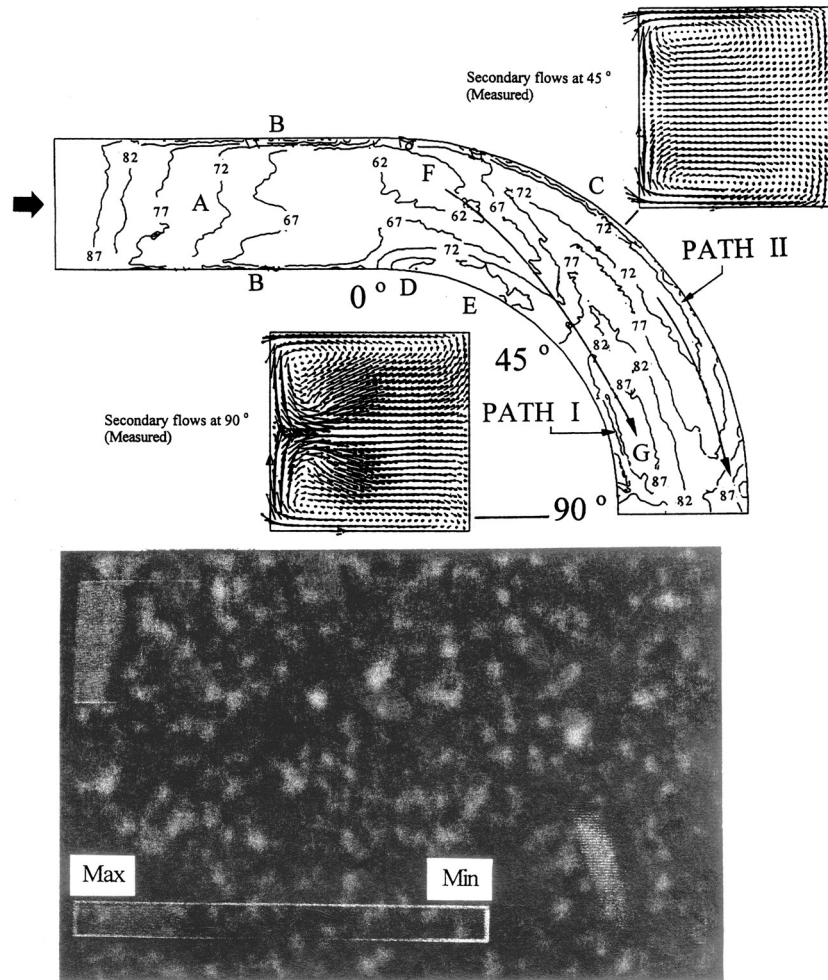 Secondary flows at 45 °
(Measured)
B
82
72
62
F
C
77
A
67
62
67
72
72
87
67
72
PATH II
72
77
B
0 °
D
E
77
82
45 °
82
87
Secondary flows at 90 °
(Measured)
PATH I
G
87
82
87
90 °
Max
Min